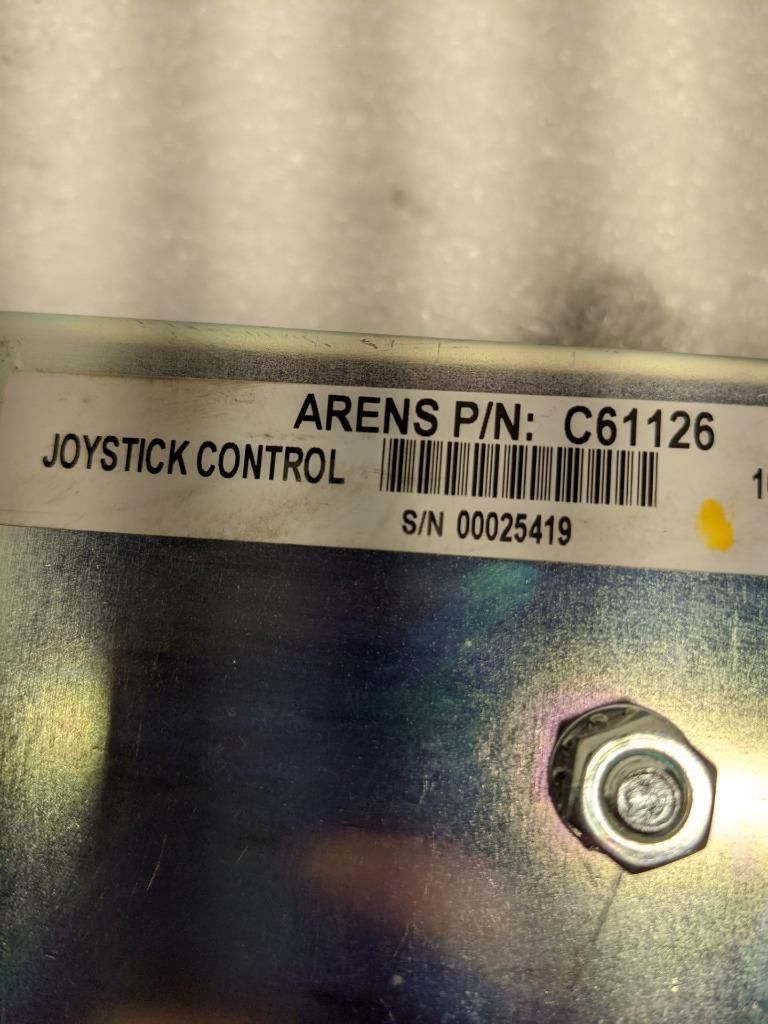 ARENS P/N: C61126
JOYSTICK CONTROL
S/N 00025419